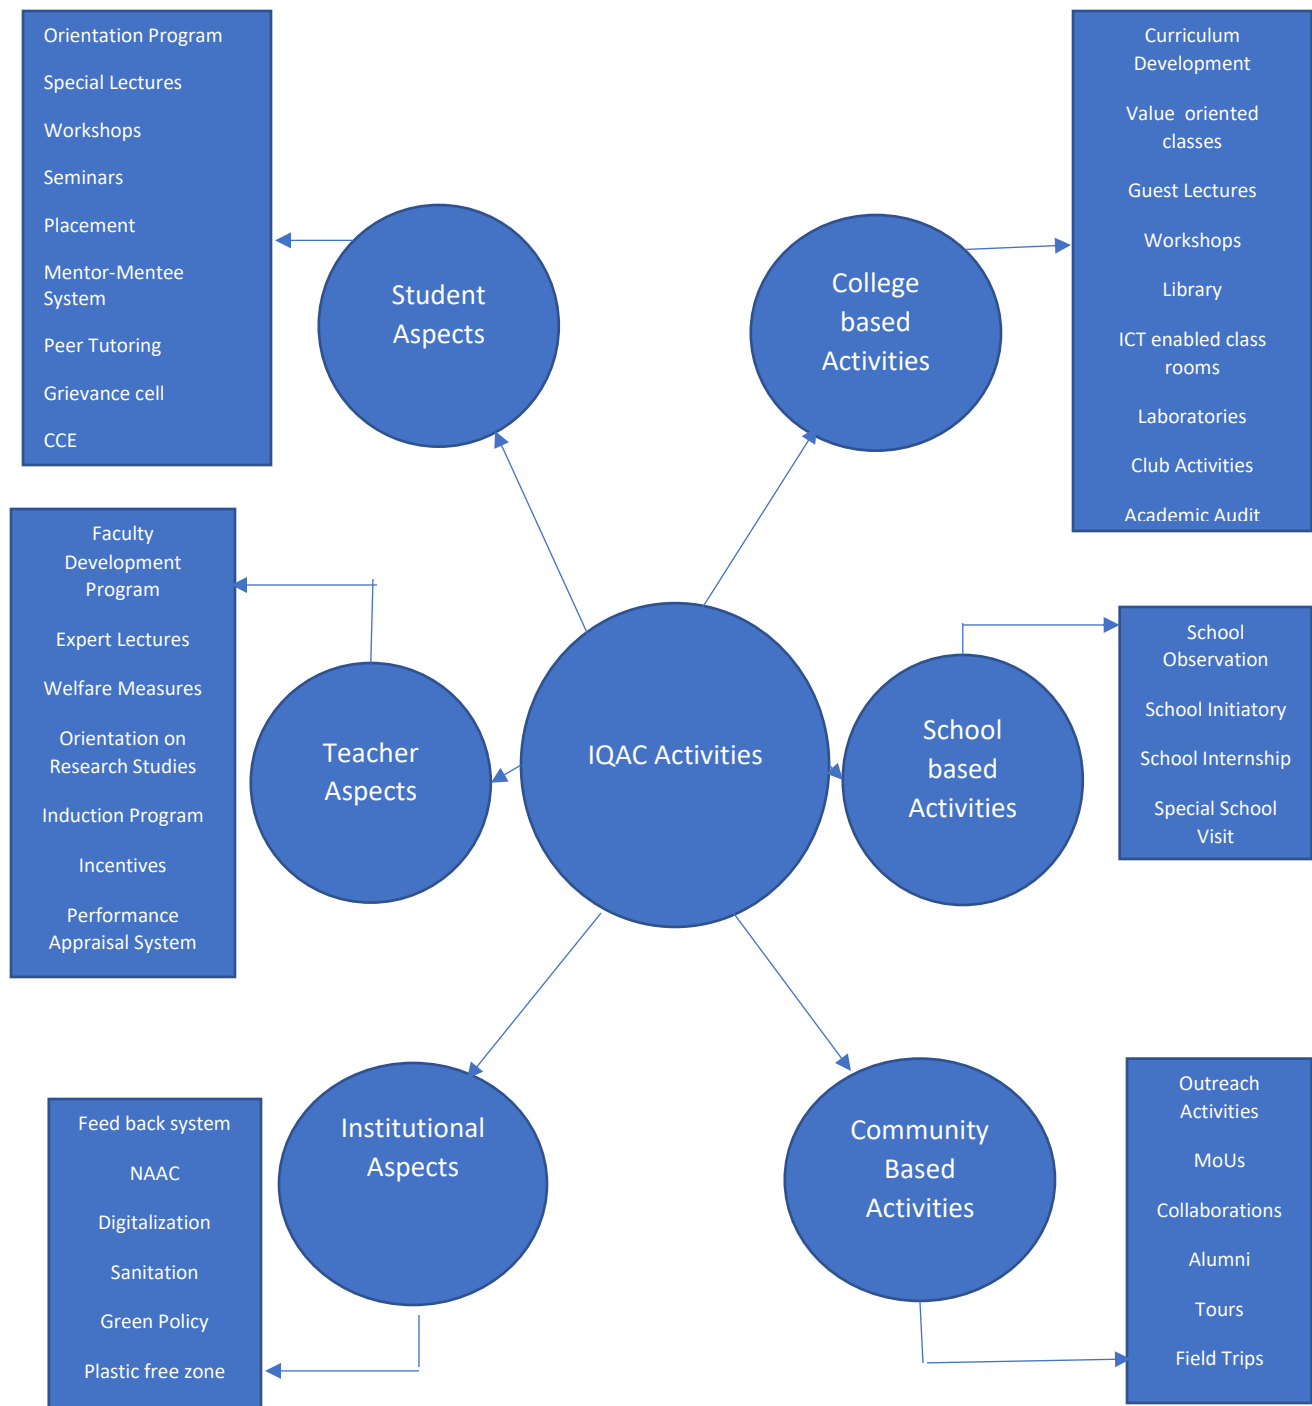 Orientation Program
Special Lectures
Workshops
Seminars
Placement
Mentor-Mentee
System
Peer Tutoring
Grievance cell
CCE
Curriculum
Development
Value oriented
classes
Guest Lectures
Workshops
Library
ICT enabled class
rooms
Laboratories
Club Activities
Academic Audit
Student
Aspects
College
based
Activities
Faculty
Development
Program
Expert Lectures
Welfare Measures
Orientation on
Research Studies
Induction Program
Incentives
Performance
Appraisal System
Teacher
Aspects
IQAC Activities
School
based
Activities
School
Observation
School Initiatory
School Internship
Special School
Visit
Feed back system
NAAC
Digitalization
Sanitation
Green Policy
Plastic free zone
Institutional
Aspects
Community
Based
Activities
Outreach
Activities
MoUs
Collaborations
Alumni
Tours
Field Trips